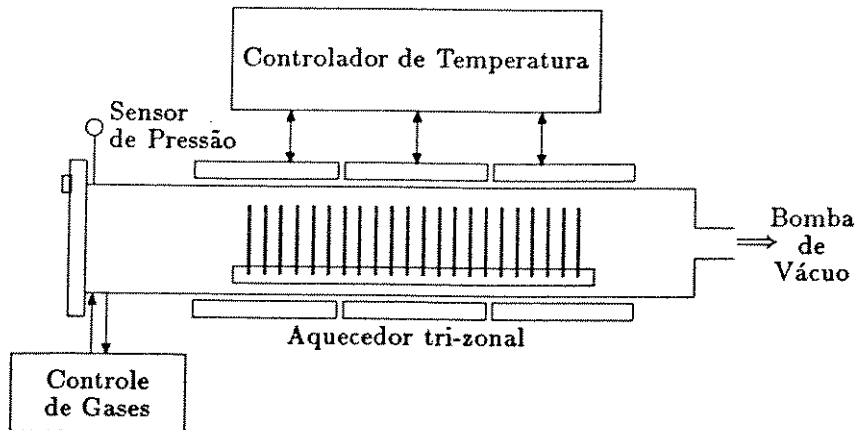 Controlador de Temperatura
Sensor
de Pressão
Bomba
de
Vácuo
Aquecedor tri-zonal
Controle
de Gases